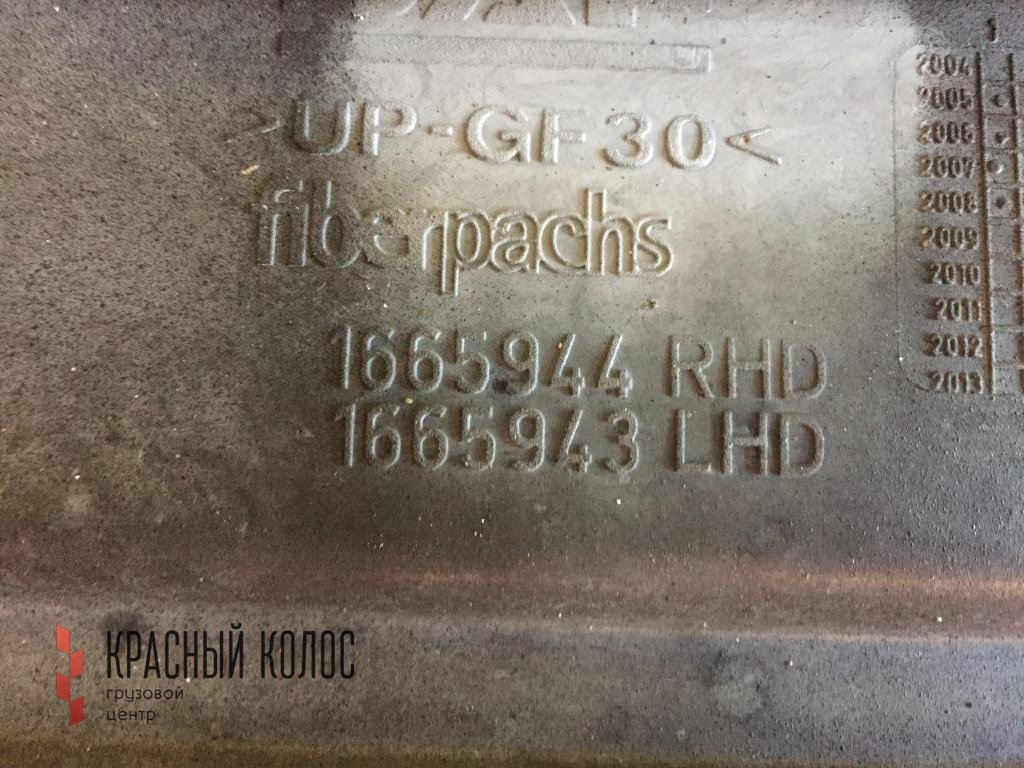 >UP-GF30<
fiberpachs
1665944 RHD
1665943 LHD
1
2004
2005
2006
2007
2008
2009
2010
2011
2012
2013
КРАСНЫЙ КОЛОС
грузовой
центр